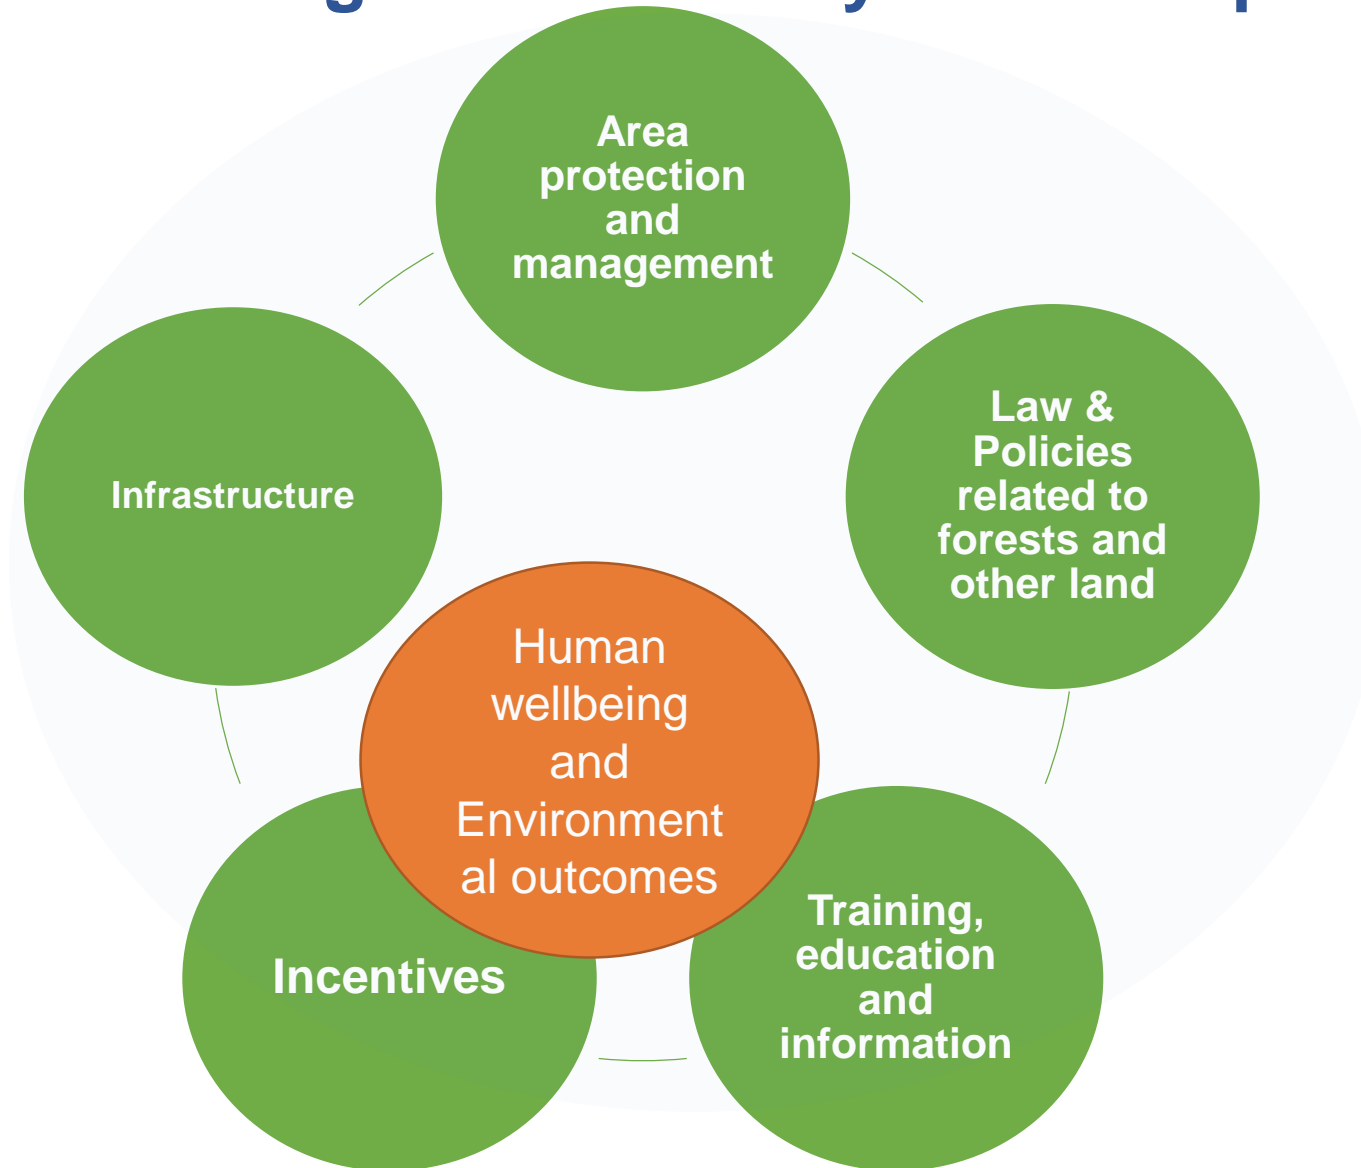 Area
protection
and
management
Law &
Policies
related to
forests and
other land
Infrastructure
Human
wellbeing
and
Environment
al outcomes
Training,
education
and
information
Incentives